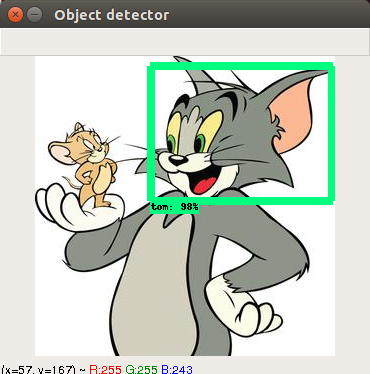 Object detector
tom: 98%
(x=57, y=167) ~ R:255 G:255 B:243